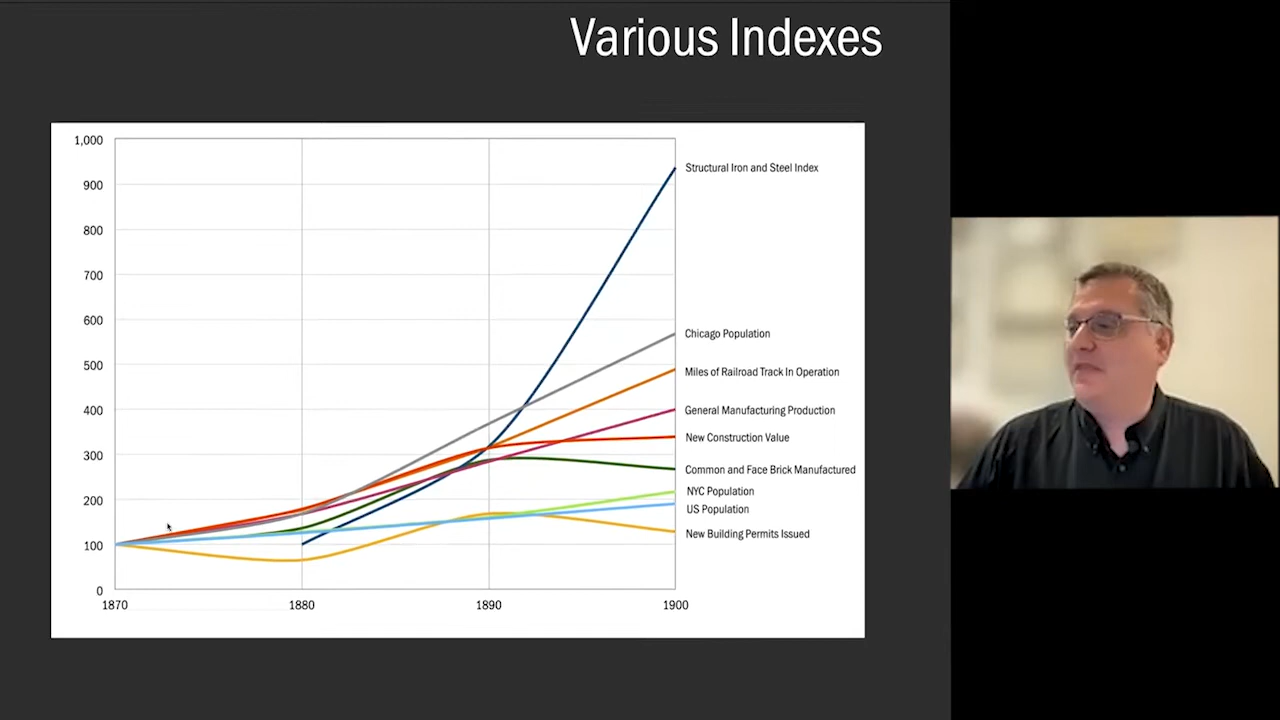 Various Indexes
1,000
900
800
700
600
500
400
300
200
100
0
1870
1880
1890
1900
Structural Iron and Steel Index
Chicago Population
Miles of Railroad Track In Operation
General Manufacturing Production
New Construction Value
Common and Face Brick Manufactured
NYC Population
US Population
New Building Permits Issued